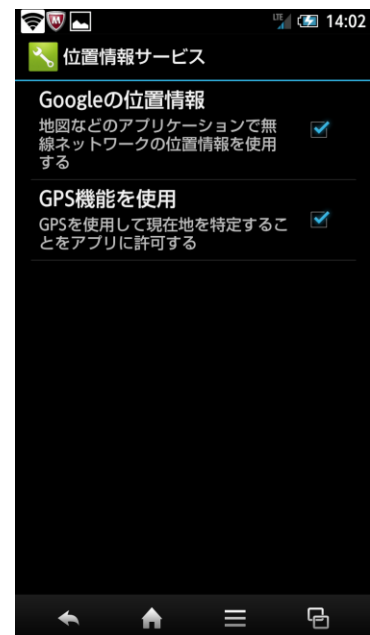 LTE 14:02
位置情報サービス
Googleの位置情報
地図などのアプリケーションで無
線ネットワークの位置情報を使用
する
GPS機能を使用
GPSを使用して現在地を特定するこ
とをアプリに許可する